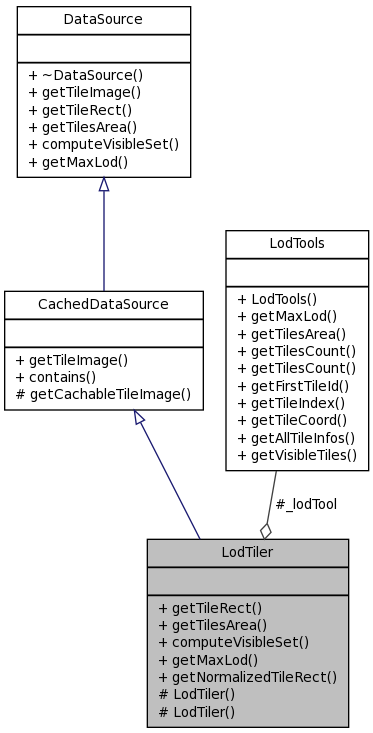 DataSource
+ ~DataSource()
+ getTileImage()
+ getTileRect()
+ getTilesArea()
+ computeVisibleSet()
+ getMaxLod()
CachedDataSource
+ getTileImage()
+ contains()
# getCachableTileImage()
LodTools
+ LodTools()
+ getMaxLod()
+ getTilesArea()
+ getTilesCount()
+ getTilesCount()
+ getFirstTileId()
+ getTileIndex()
+ getTileCoord()
+ getAllTileInfos()
+ getVisibleTiles()
#_lodTool
LodTiler
+ getTileRect()
+ getTilesArea()
+ computeVisibleSet()
+ getMaxLod()
+ getNormalizedTileRect()
# LodTiler()
# LodTiler()